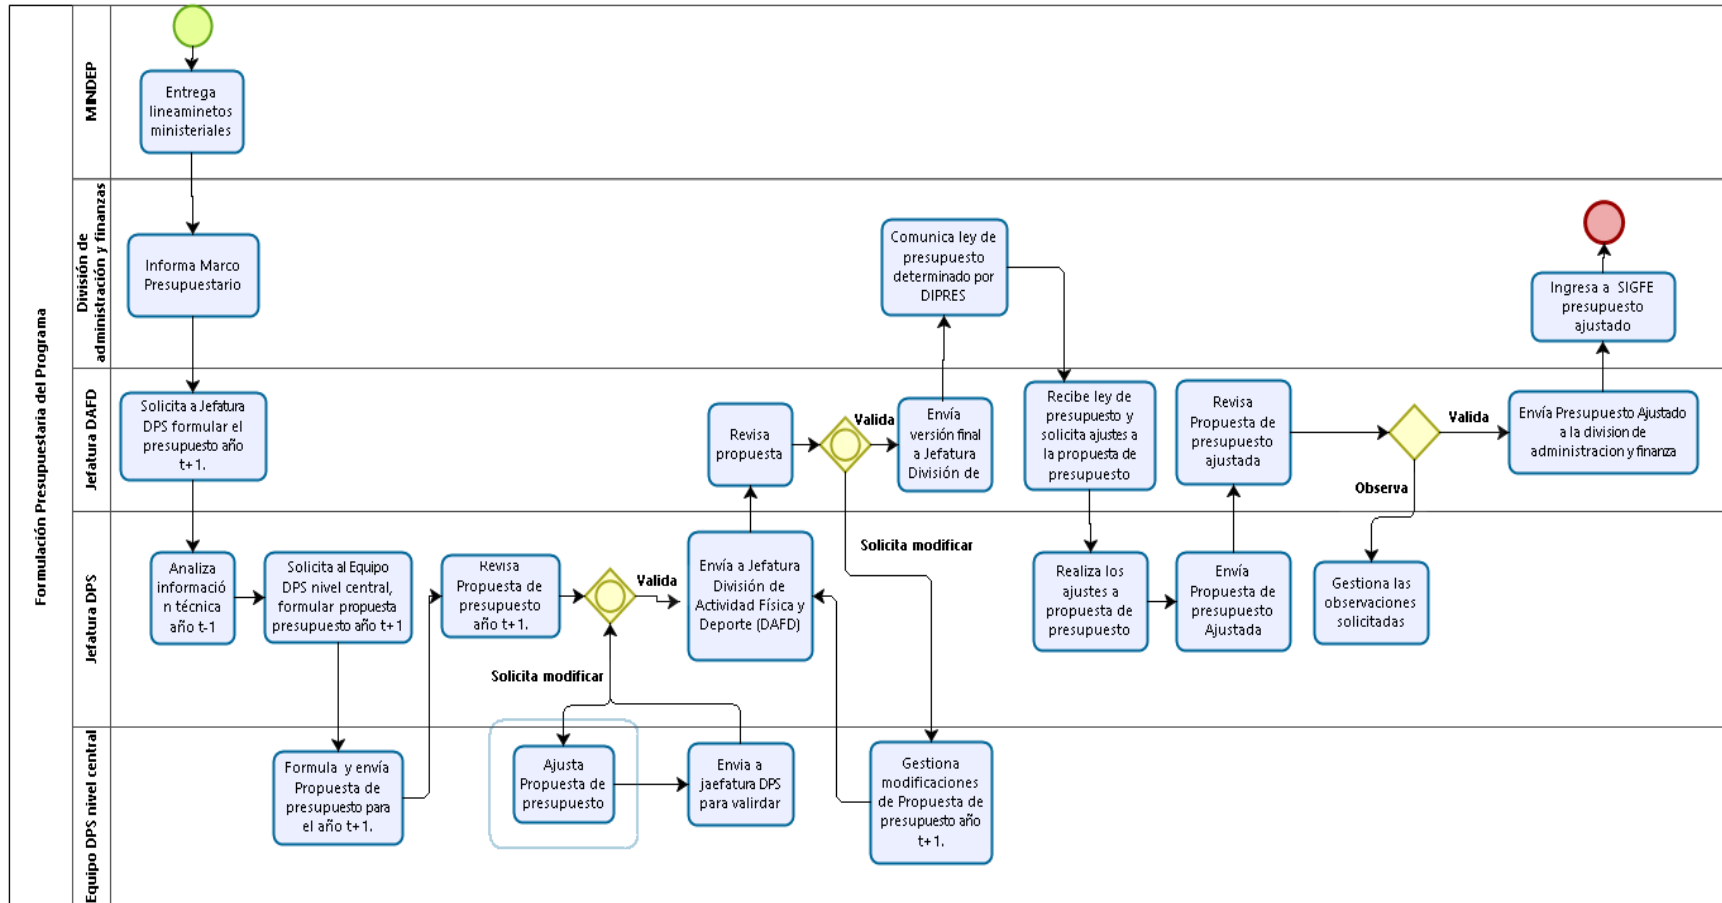 Formulación Presupuestaria del Programa
MINDEP
Entrega
lineaminetos
ministeriales
División de
administración y finanzas
Informa Marco
Presupuestario
Comunica ley de
presupuesto
determinado por
DIPRES
Ingresa a SIGFE
presupuesto
ajustado
Jefatura DAFD
Solicita a Jefatura
DPS formular el
presupuesto año
t+1.
Revisa
propuesta
Valida
Envía
versión final
a Jefatura
División de
Recibe ley de
presupuesto y
solicita ajustes a
la propuesta de
presupuesto
Revisa
Propuesta de
presupuesto
ajustada
Valida
Observa
Envía Presupuesto Ajustado
a la division de
administracion y finanza
Jefatura DPS
Analiza
informació
n técnica
año t-1
Solicita al Equipo
DPS nivel central,
formular propuesta
presupuesto año t+1
Revisa
Propuesta de
presupuesto
año t+1.
Valida
Solicita modificar
Envía a Jefatura
División de
Actividad Física y
Deporte (DAFD)
Solicita modificar
Realiza los
ajustes a
propuesta de
presupuesto
Envía
Propuesta de
presupuesto
Ajustada
Gestiona las
observaciones
solicitadas
Equipo DPS nivel central
Formula y envía
Propuesta de
presupuesto para
el año t+1.
Ajusta
Propuesta de
presupuesto
Envia a
jaefatura DPS
para valirdar
Gestiona
modificaciones
de Propuesta de
presupuesto año
t+1.